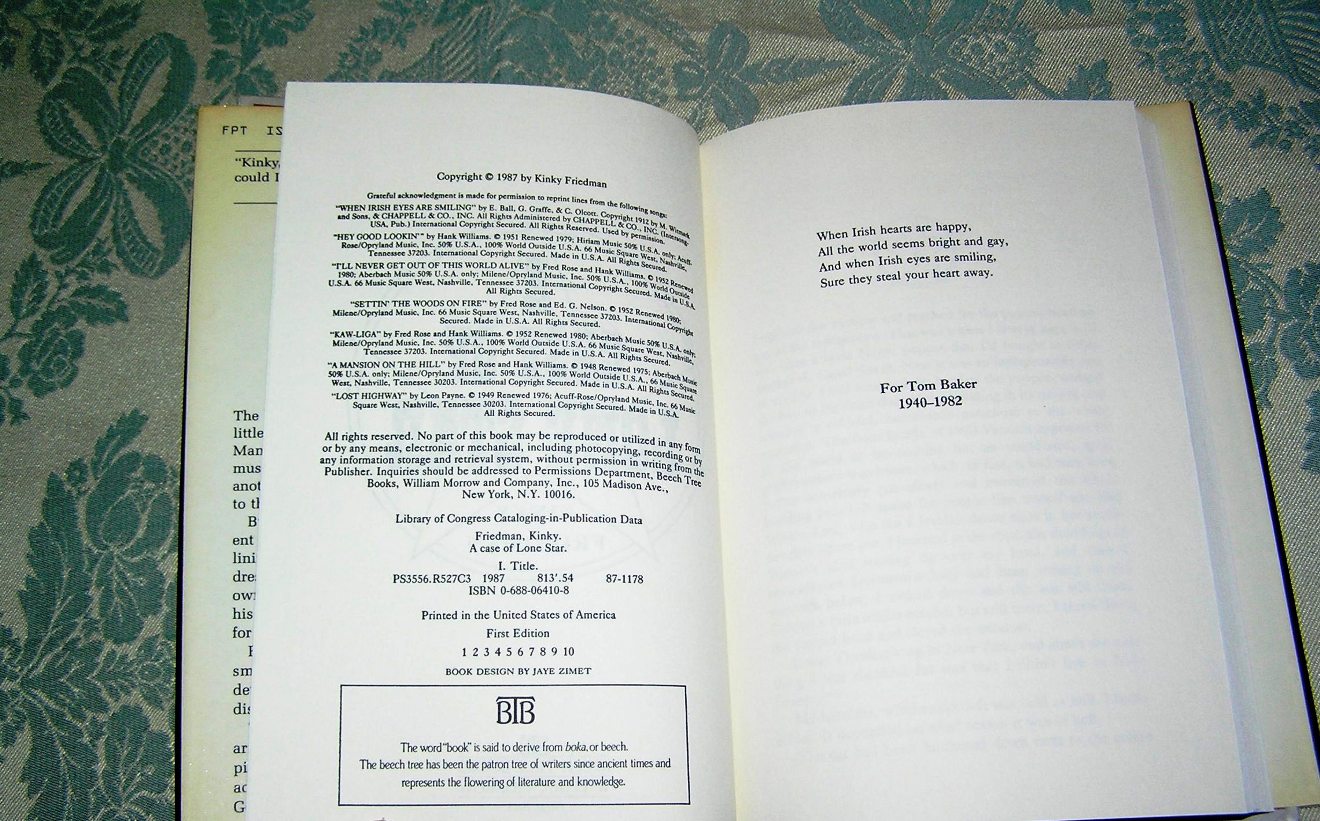 FPT IS
"Kinky,
could I
The
little
Man
mus
anot
to th
B
ent
lini
dre
own
his
for
sm
de
dis
ar
pi
ac
G
Copyright © 1987 by Kinky Friedman
Grateful acknowledgment is made for permission to reprint lines from the following songs:
"WHEN IRISH EYES ARE SMILING" by E. Ball, G. Graffe, & C. Olcott. Copyright 1912 by M. Witmark
and Sons, & CHAPPELL & CO., INC. All Rights Administered by CHAPPELL & CO., INC. (Intersong-
USA, Pub.) International Copyright Secured. All Rights Reserved. Used by permission.
"HEY GOOD LOOKIN'" by Hank Williams. © 1951 Renewed 1979; Hiriam Music 50% U.S.A. only; Acuff-
Rose/Opryland Music, Inc. 50% U.S.A., 100% World Outside U.S.A. 66 Music Square West, Nashville,
Tennessee 37203. International Copyright Secured. Made in U.S.A. All Rights Secured.
"I'LL NEVER GET OUT OF THIS WORLD ALIVE" by Fred Rose and Hank Williams. © 1952 Renewed
1980; Aberbach Music 50% U.S.A. only; Milene/Opryland Music, Inc. 50% U.S.A., 100% World Outside
U.S.A. 66 Music Square West, Nashville, Tennessee 37203. International Copyright Secured. Made in U.S.A.
All Rights Secured.
"SETTIN' THE WOODS ON FIRE" by Fred Rose and Ed. G. Nelson. © 1952 Renewed 1980;
Milene/Opryland Music, Inc. 66 Music Square West, Nashville, Tennessee 37203. International Copyright
Secured. Made in U.S.A. All Rights Secured.
"KAW-LIGA" by Fred Rose and Hank Williams. © 1952 Renewed 1980; Aberbach Music 50% U.S.A. only;
Milene/Opryland Music, Inc. 50% U.S.A., 100% World Outside U.S.A. 66 Music Square West, Nashville,
Tennessee 37203. International Copyright Secured. Made in U.S.A. All Rights Secured.
"A MANSION ON THE HILL" by Fred Rose and Hank Williams. © 1948 Renewed 1975; Aberbach Music
50% U.S.A. only; Milene/Opryland Music, Inc. 50% U.S.A., 100% World Outside U.S.A., 66 Music Square
West, Nashville, Tennessee 30203. International Copyright Secured. Made in U.S.A. All Rights Secured.
"LOST HIGHWAY" by Leon Payne. © 1949 Renewed 1976; Acuff-Rose/Opryland Music, Inc. 66 Music
Square West, Nashville, Tennessee 30203. International Copyright Secured. Made in U.S.A.
All Rights Secured.
All rights reserved. No part of this book may be reproduced or utilized in any form
or by any means, electronic or mechanical, including photocopying, recording or by
any information storage and retrieval system, without permission in writing from the
Publisher. Inquiries should be addressed to Permissions Department, Beech Tree
Books, William Morrow and Company, Inc., 105 Madison Ave.,
New York, N.Y. 10016.
Library of Congress Cataloging-in-Publication Data
Friedman, Kinky.
A case of Lone Star.
I. Title.
PS3556.R527C3 1987 813'.54 87-1178
ISBN 0-688-06410-8
Printed in the United States of America
First Edition
1 2 3 4 5 6 7 8 9 10
BOOK DESIGN BY JAYE ZIMET
BTB
The word "book" is said to derive from boka, or beech.
The beech tree has been the patron tree of writers since ancient times and
represents the flowering of literature and knowledge.
When Irish hearts are happy,
All the world seems bright and gay,
And when Irish eyes are smiling,
Sure they steal your heart away.
For Tom Baker
1940–1982